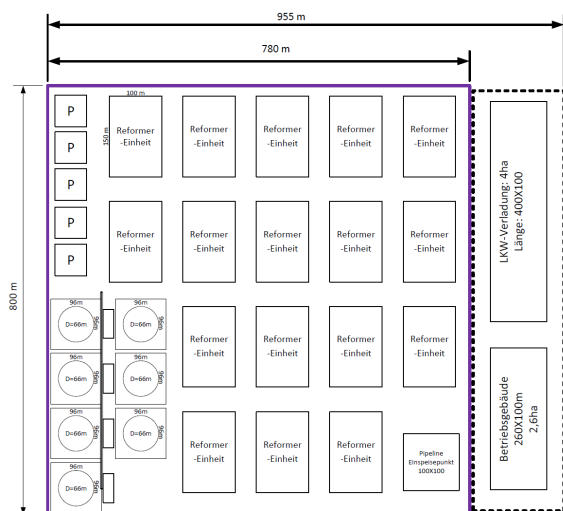 955 m
780 m
800 m
100 m
150 m
P
P
P
P
P
Reformer
-Einheit
Reformer
-Einheit
Reformer
-Einheit
Reformer
-Einheit
Reformer
-Einheit
Reformer
-Einheit
Reformer
-Einheit
Reformer
-Einheit
Reformer
-Einheit
Reformer
-Einheit
96m
D=66m
96m
96m
D=66m
96m
Reformer
-Einheit
Reformer
-Einheit
Reformer
-Einheit
Reformer
-Einheit
96m
D=66m
96m
96m
D=66m
96m
96m
D=66m
96m
96m
D=66m
96m
Reformer
-Einheit
Reformer
-Einheit
Reformer
-Einheit
Pipeline
Einspeisepunkt
100X100
96m
D=66m
96m
LKW-Verladung: 4ha
Länge: 400X100
Betriebsgebäude
260X100m
2,6ha